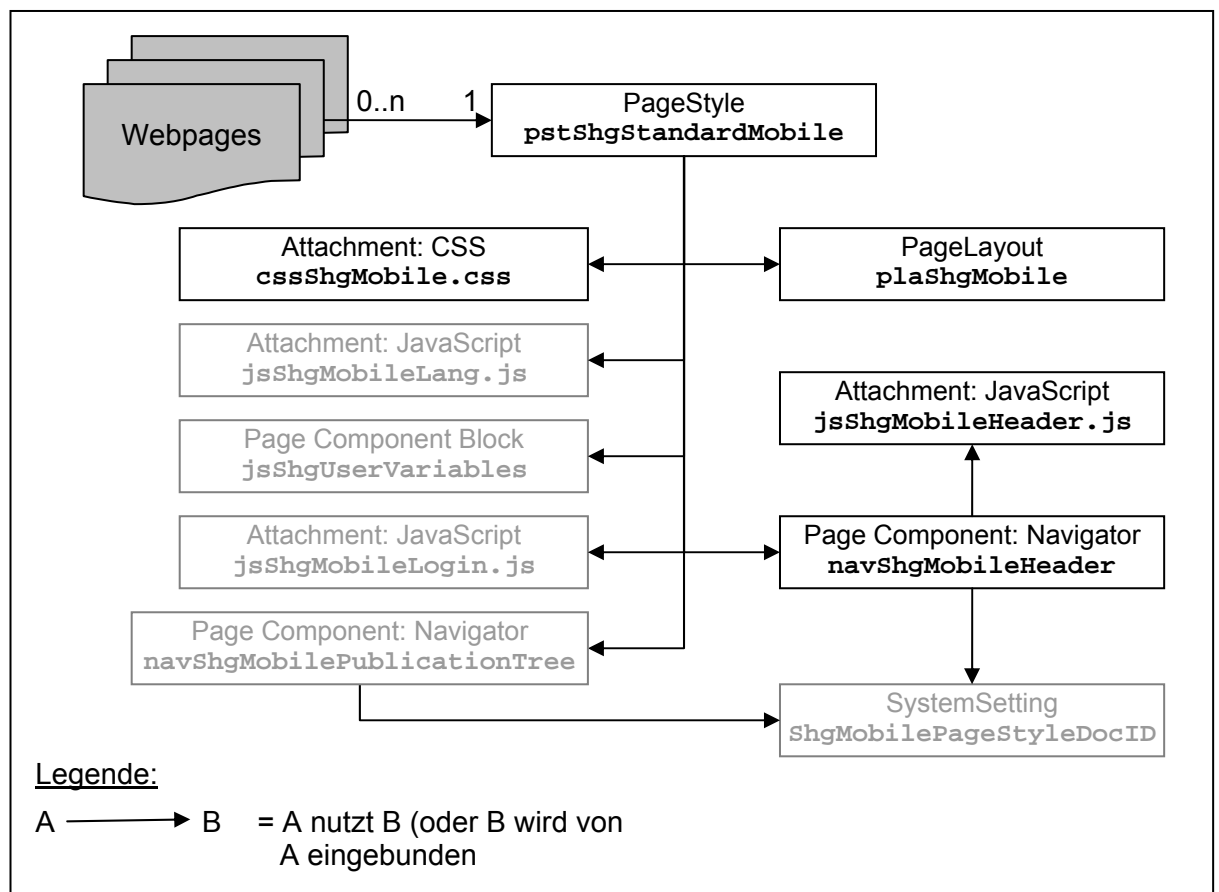 Webpages
0..n
1
PageStyle
pstShgStandardMobile
Attachment: CSS
cssShgMobile.css
PageLayout
plaShgMobile
Attachment: JavaScript
jsShgMobileLang.js
Attachment: JavaScript
jsShgMobileHeader.js
Page Component Block
jsShgUserVariables
Attachment: JavaScript
jsShgMobileLogin.js
Page Component: Navigator
navShgMobileHeader
Page Component: Navigator
navShgMobilePublicationTree
SystemSetting
ShgMobilePageStyleDocID
Legende:
A B = A nutzt B (oder B wird von
A eingebunden